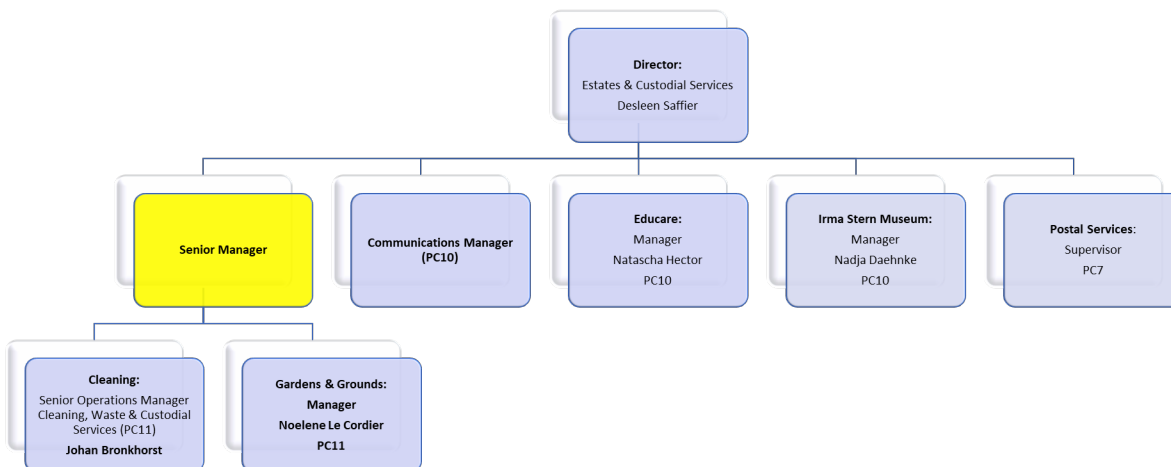 Director:
Estates & Custodial Services
Desleen Saffier
Senior Manager
Communications Manager
(PC10)
Educare:
Manager
Natascha Hector
PC10
Irma Stern Museum:
Manager
Nadja Daehnke
PC10
Postal Services:
Supervisor
PC7
Cleaning:
Senior Operations Manager
Cleaning, Waste & Custodial
Services (PC11)
Johan Bronkhorst
Gardens & Grounds:
Manager
Noelene Le Cordier
PC11